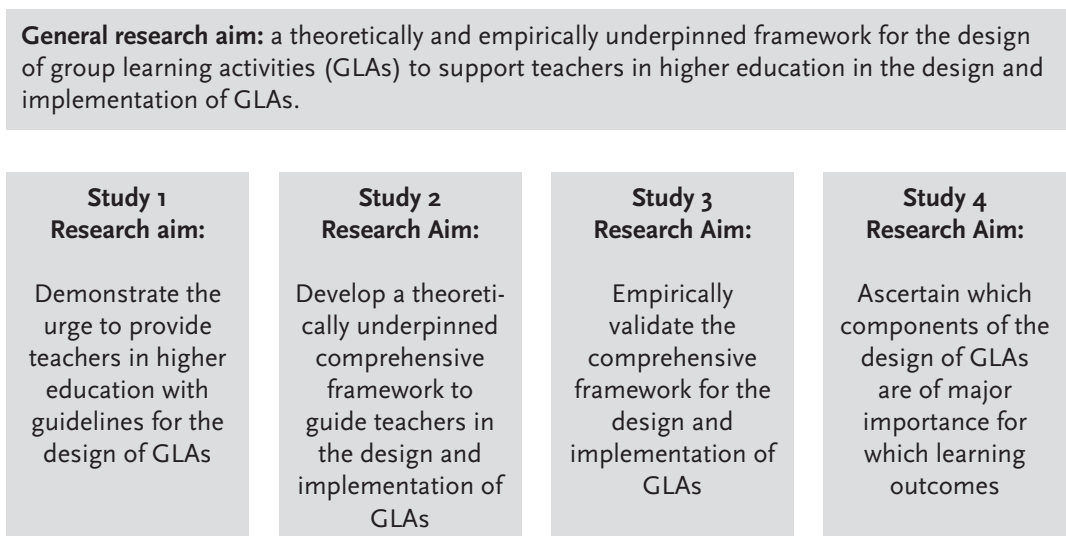 General research aim: a theoretically and empirically underpinned framework for the design
of group learning activities (GLAs) to support teachers in higher education in the design and
implementation of GLAs.
Study 1
Research aim:
Demonstrate the
urge to provide
teachers in higher
education with
guidelines for the
design of GLAs
Study 2
Research Aim:
Develop a theoreti-
cally underpinned
comprehensive
framework to
guide teachers in
the design and
implementation of
GLAs
Study 3
Research Aim:
Empirically
validate the
comprehensive
framework for the
design and
implementation of
GLAs
Study 4
Research Aim:
Ascertain which
components of the
design of GLAs
are of major
importance for
which learning
outcomes